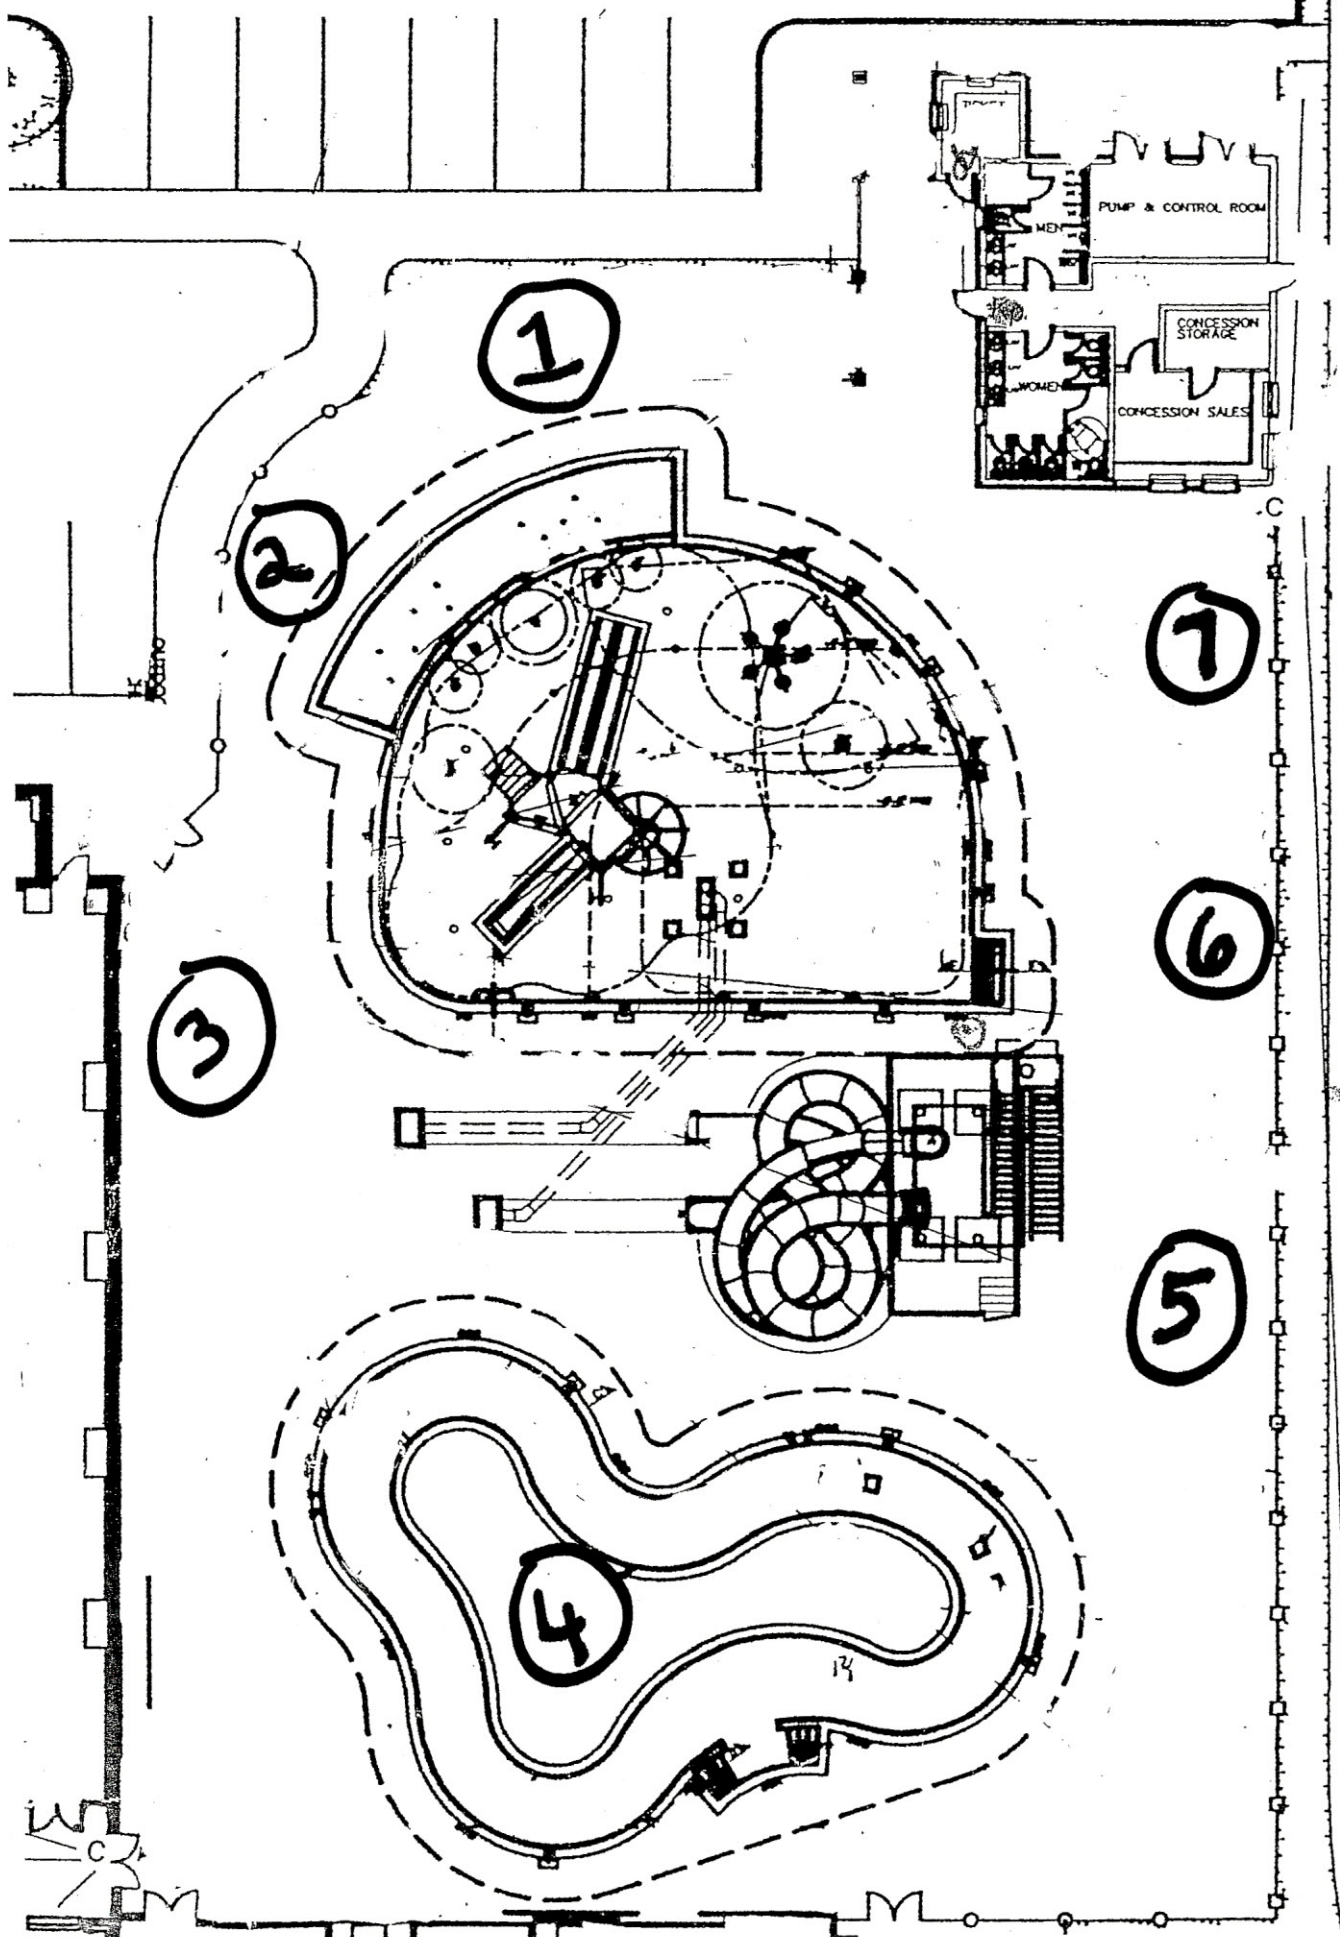 MEN
PUMP & CONTROL ROOM
CONCESSION
STORAGE
WOMEN
CONCESSION SALES
C
1
2
7
3
6
5
4
C